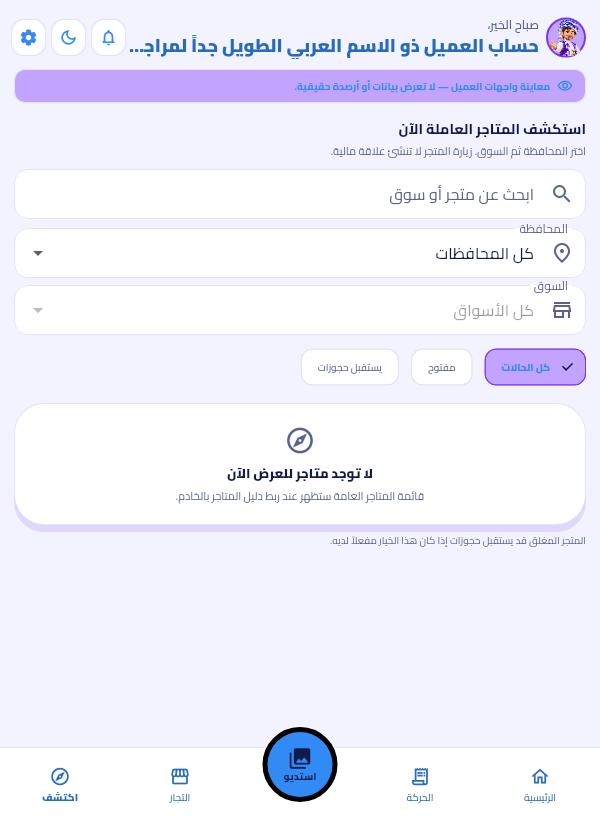 صباح الخير،
حساب العميل ذو الاسم العربي الطويل جداً لمراجـ...
معاينة واجهات العميل — لا تعرض بيانات أو أرصدة حقيقية.
استكشف المتاجر العاملة الآن
اختر المحافظة ثم السوق. زيارة المتجر لا تنشئ علاقة مالية.
ابحث عن متجر أو سوق
المحافظة
كل المحافظات
السوق
كل الأسواق
كل الحالات
مفتوح
يستقبل حجوزات
لا توجد متاجر للعرض الآن
قائمة المتاجر العامة ستظهر عند ربط دليل المتاجر بالخادم.
المتجر المغلق قد يستقبل حجوزات إذا كان هذا الخيار مفعلاً لديه.
الرئيسية
الحركة
استديو
التجار
اكتشف